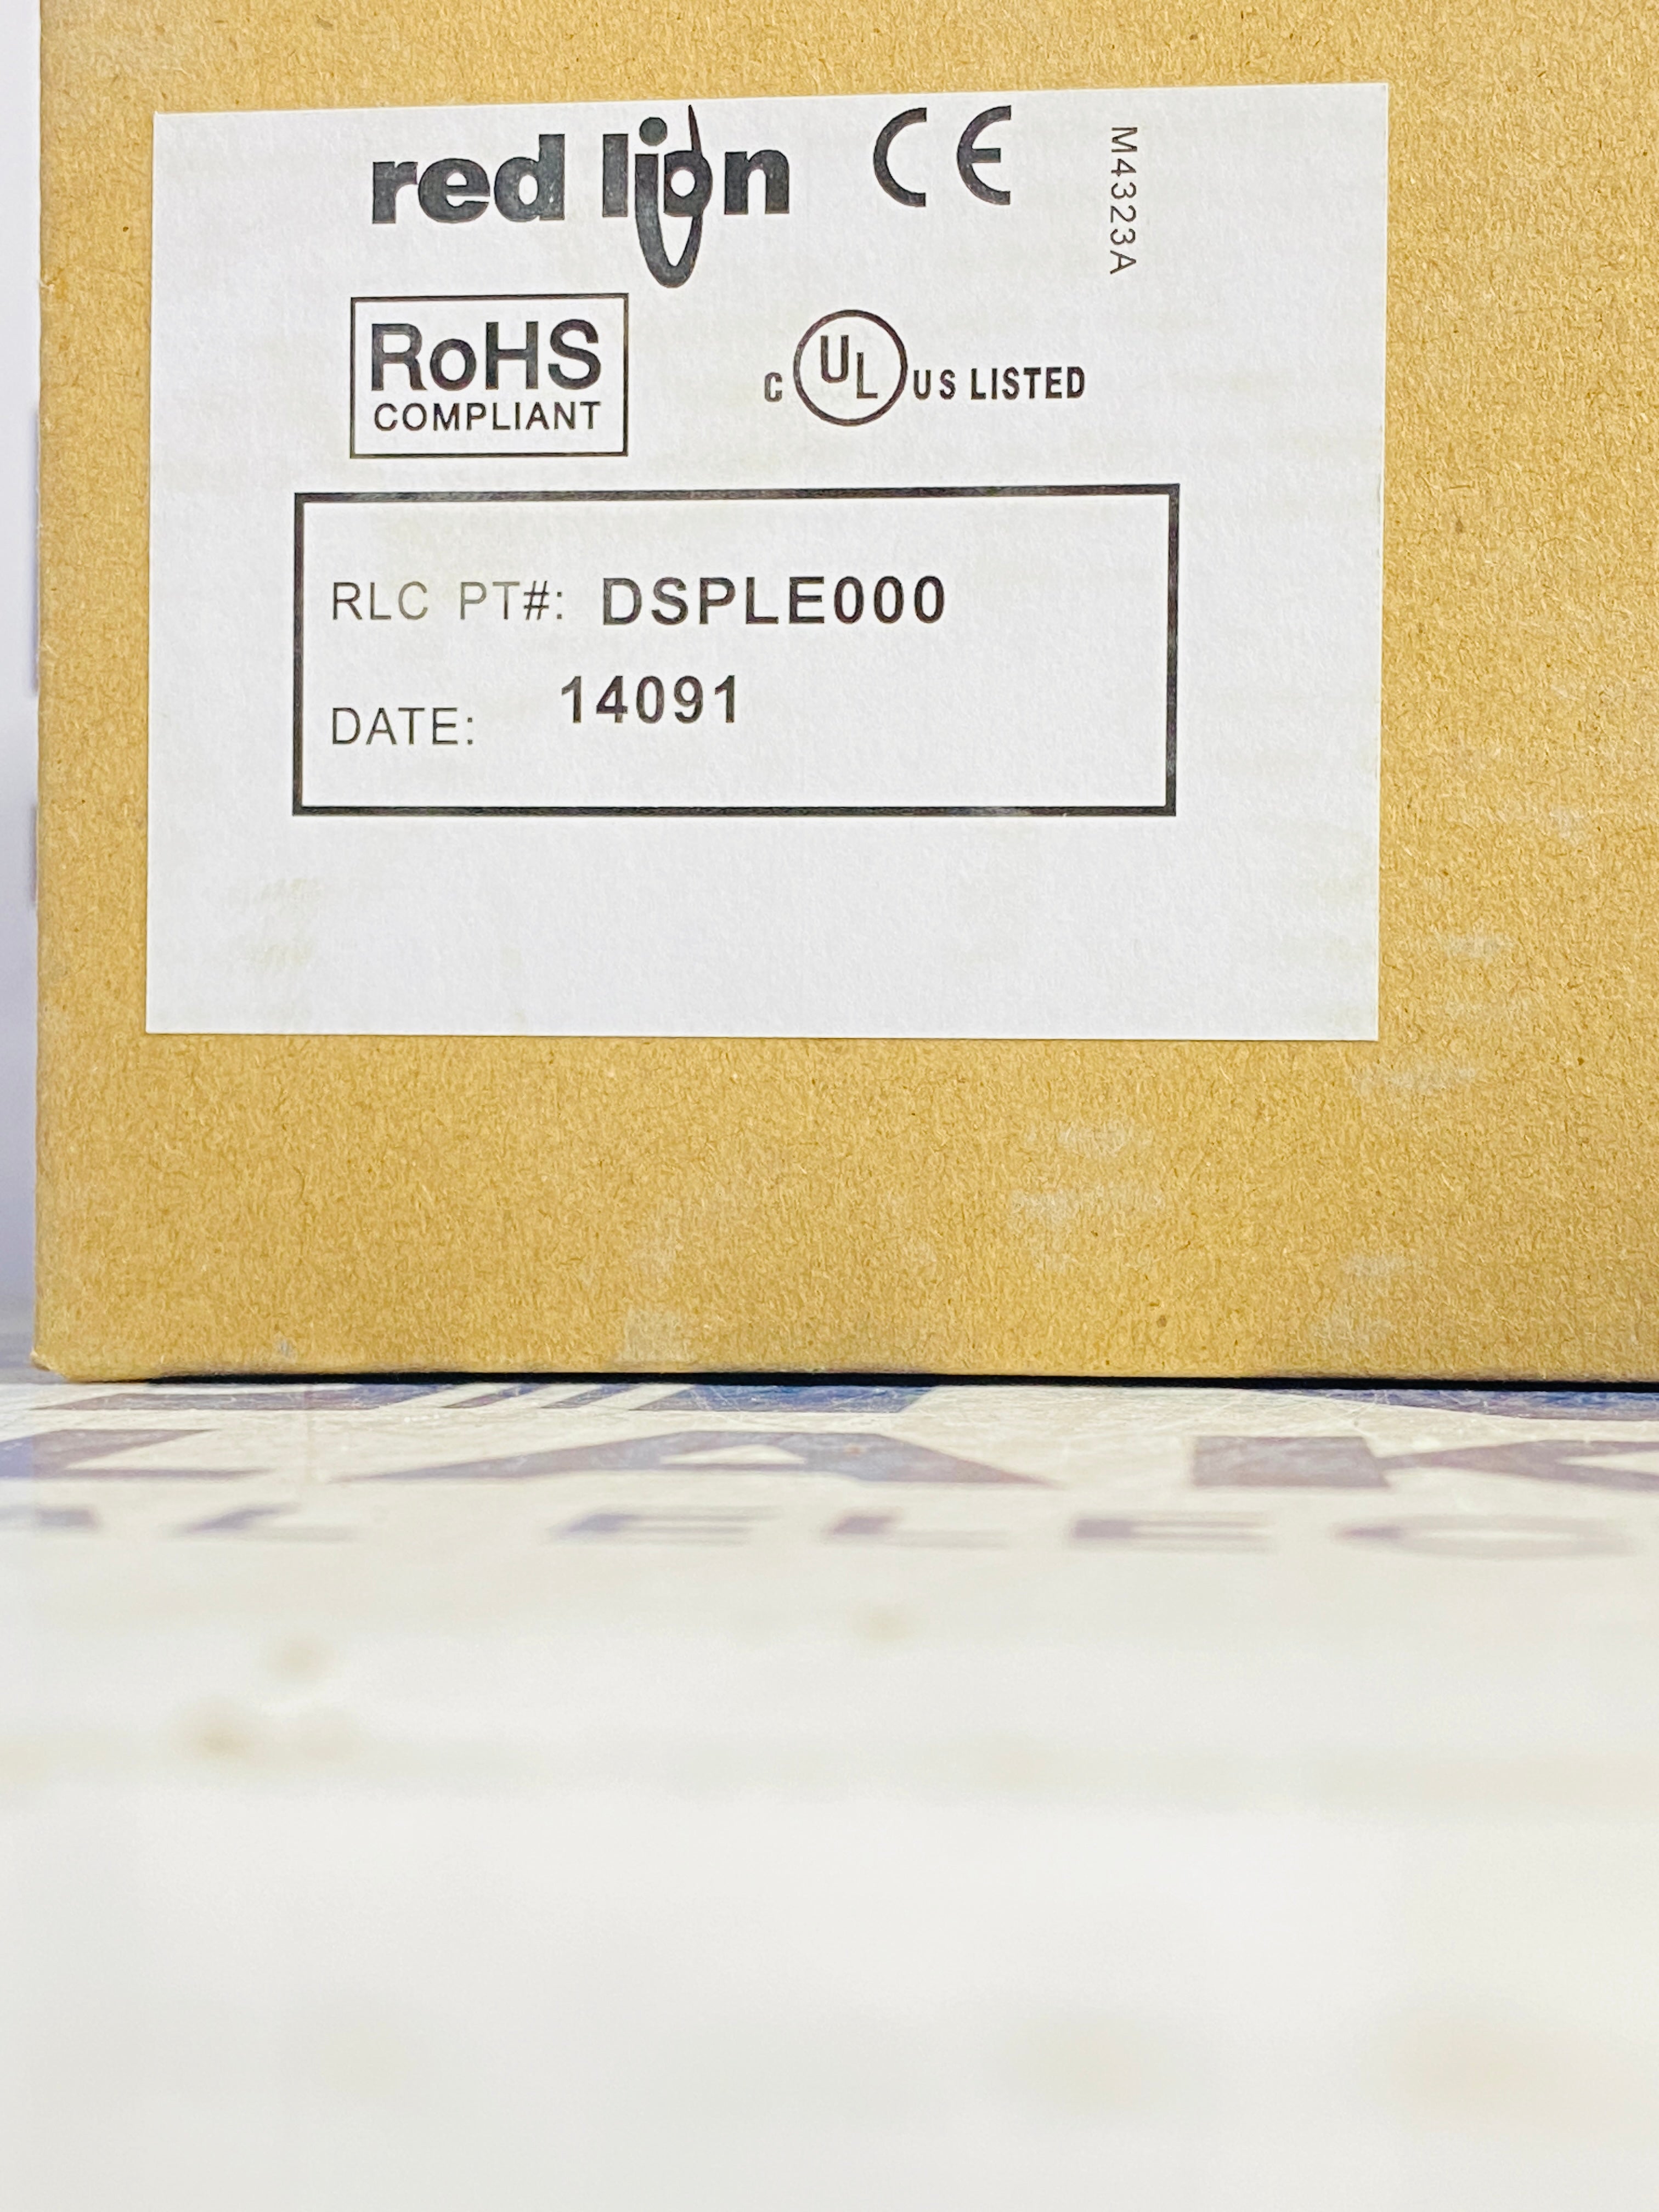 red lion CE
M4323A
RoHS
COMPLIANT
C UL US LISTED
RLC PT#: DSPLE000
DATE: 14091